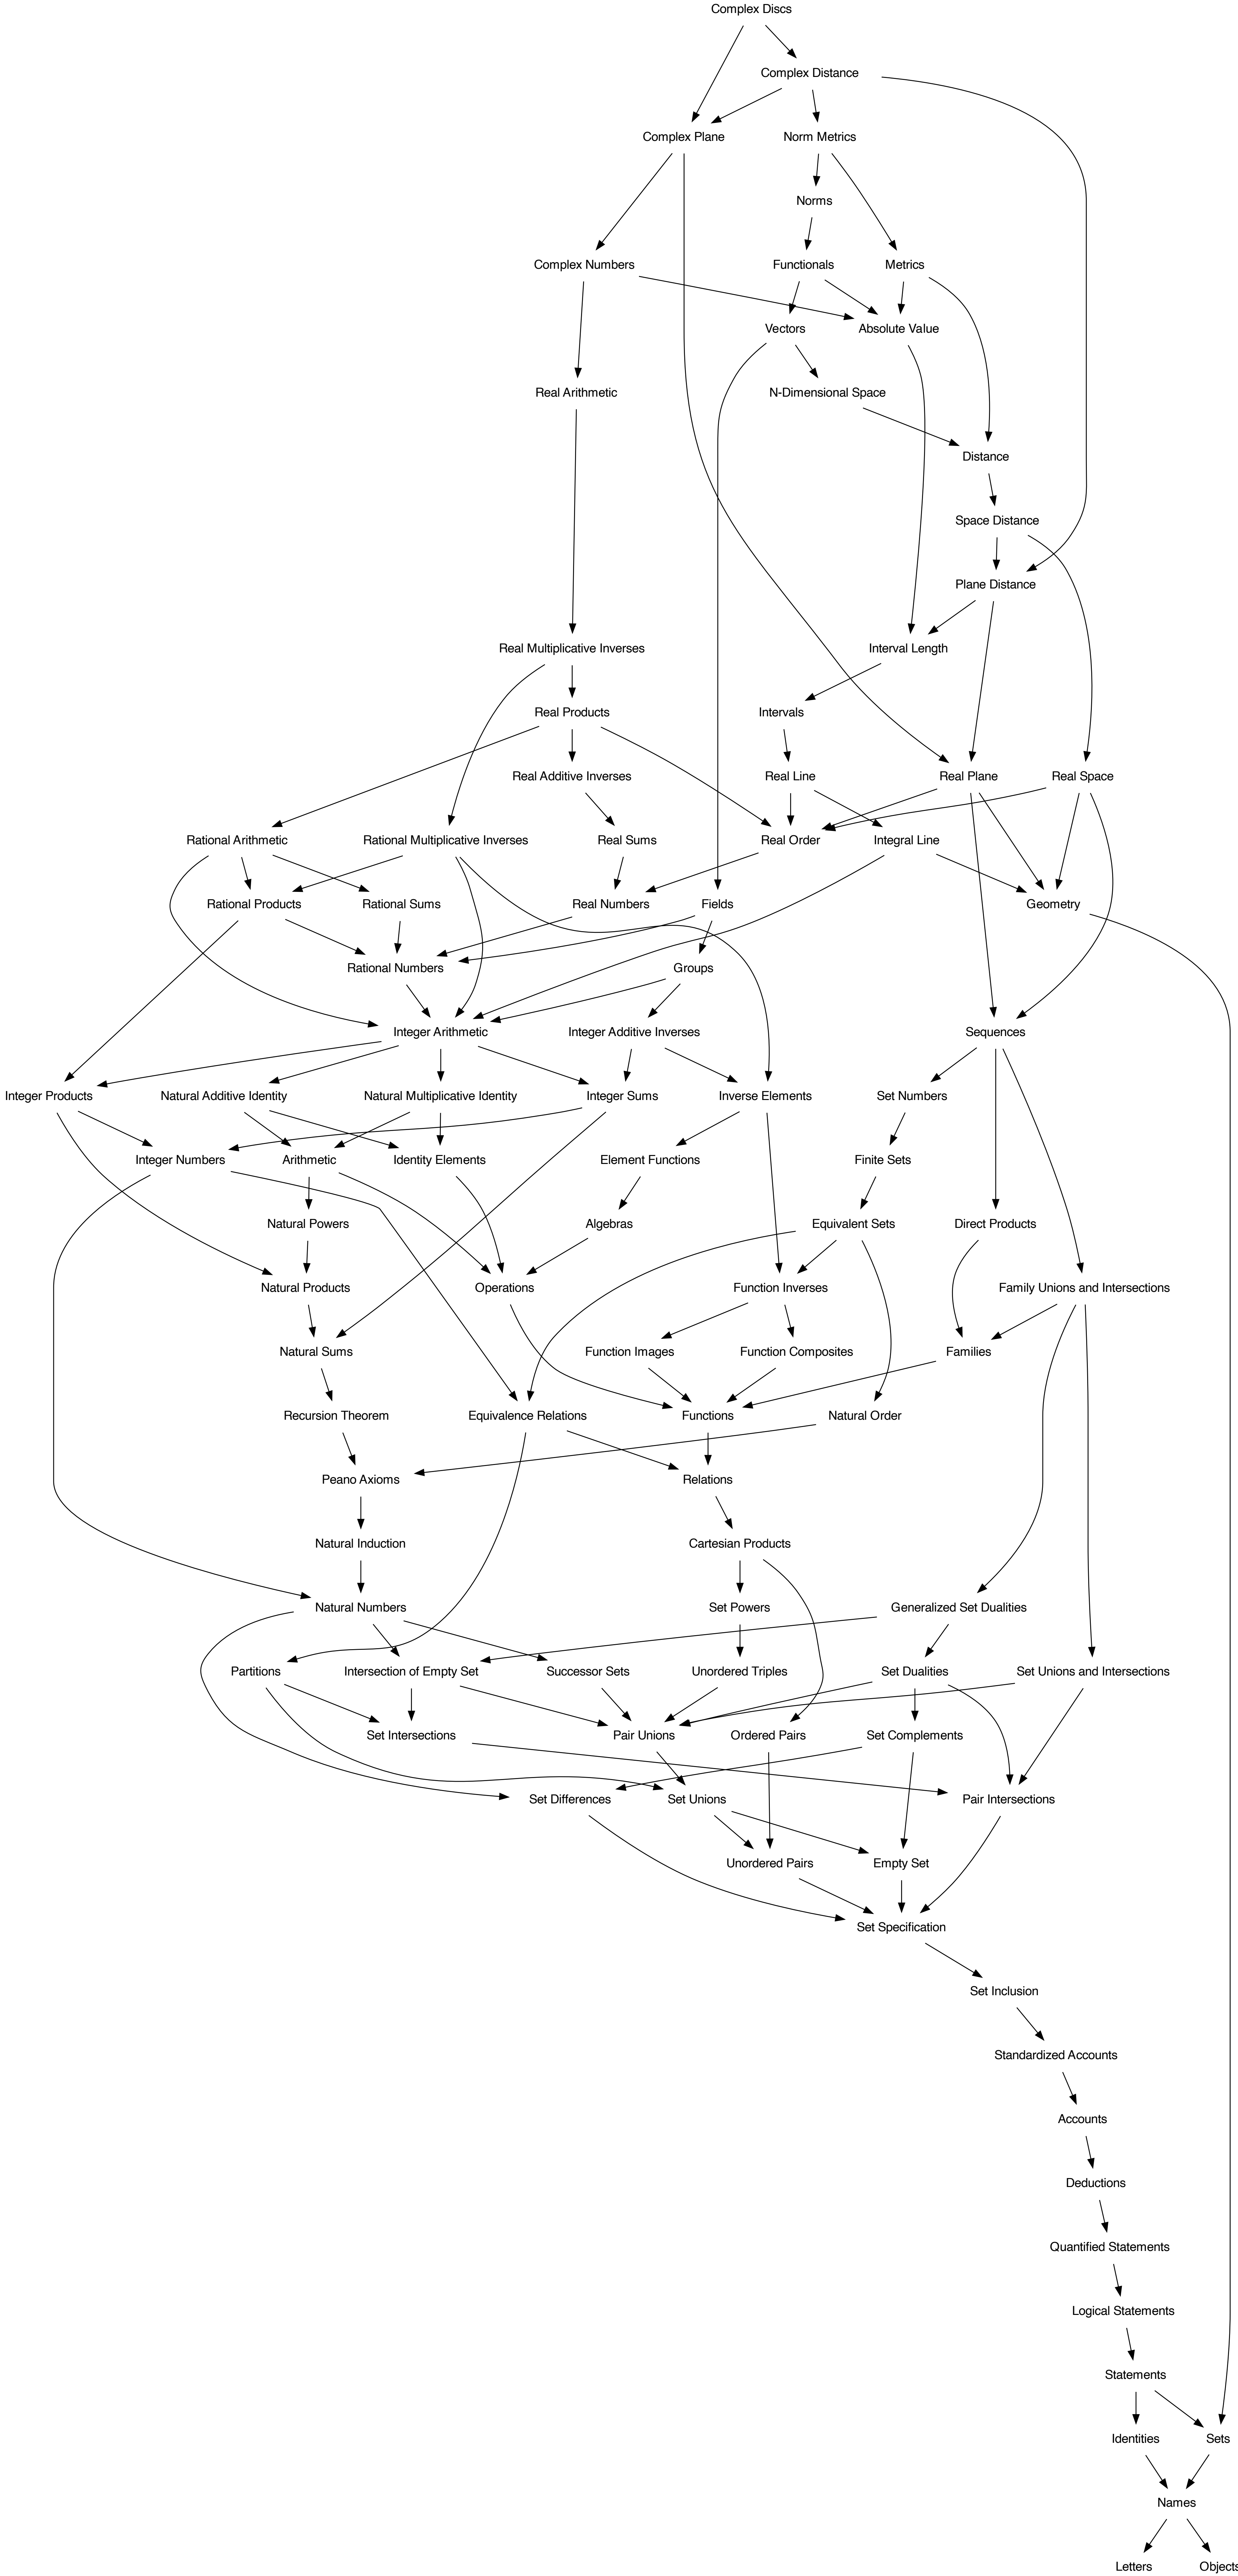 Complex Discs
Complex Distance
Complex Plane
Norm Metrics
Norms
Complex Numbers
Functionals
Metrics
Vectors
Absolute Value
Real Arithmetic
N-Dimensional Space
Distance
Space Distance
Plane Distance
Real Multiplicative Inverses
Interval Length
Real Products
Intervals
Real Additive Inverses
Real Line
Real Plane
Real Space
Rational Arithmetic
Rational Multiplicative Inverses
Real Sums
Real Order
Integral Line
Rational Products
Rational Sums
Real Numbers
Fields
Geometry
Rational Numbers
Groups
Integer Arithmetic
Integer Additive Inverses
Sequences
Integer Products
Natural Additive Identity
Natural Multiplicative Identity
Integer Sums
Inverse Elements
Set Numbers
Integer Numbers
Arithmetic
Identity Elements
Element Functions
Finite Sets
Natural Powers
Algebras
Equivalent Sets
Direct Products
Natural Products
Operations
Function Inverses
Family Unions and Intersections
Natural Sums
Function Images
Function Composites
Families
Recursion Theorem
Equivalence Relations
Functions
Natural Order
Peano Axioms
Relations
Natural Induction
Cartesian Products
Natural Numbers
Set Powers
Generalized Set Dualities
Partitions
Intersection of Empty Set
Successor Sets
Unordered Triples
Set Dualities
Set Unions and Intersections
Set Intersections
Pair Unions
Ordered Pairs
Set Complements
Set Differences
Set Unions
Pair Intersections
Unordered Pairs
Empty Set
Set Specification
Set Inclusion
Standardized Accounts
Accounts
Deductions
Quantified Statements
Logical Statements
Statements
Identities
Sets
Names
Letters
Objects